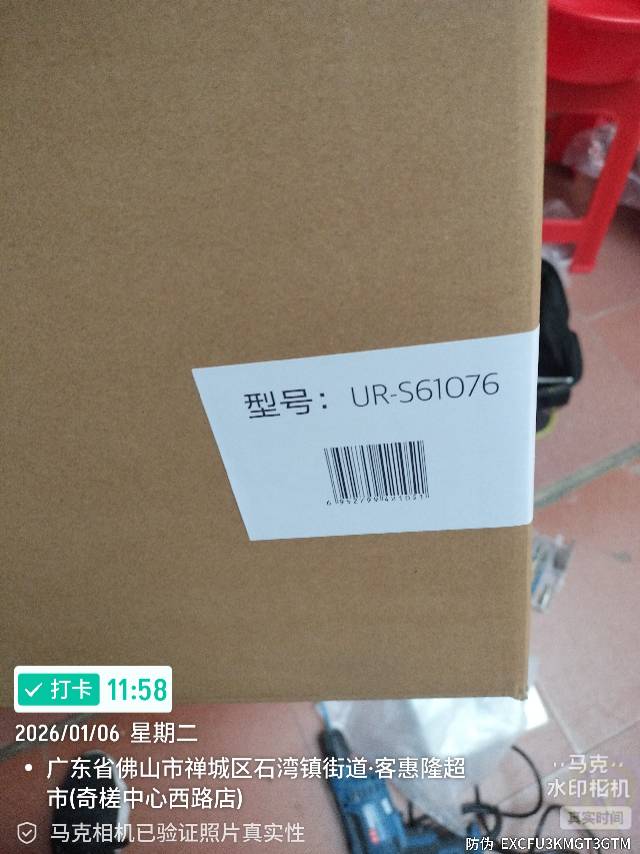 型号： UR-S61076
打卡 11:58
2026/01/06 星期二
广东省佛山市禅城区石湾镇街道·客惠隆超
市(奇槎中心西路店)
马克相机已验证照片真实性
马克
水印相机
真实时间
防伪 EXCFU3KMGT3GTM